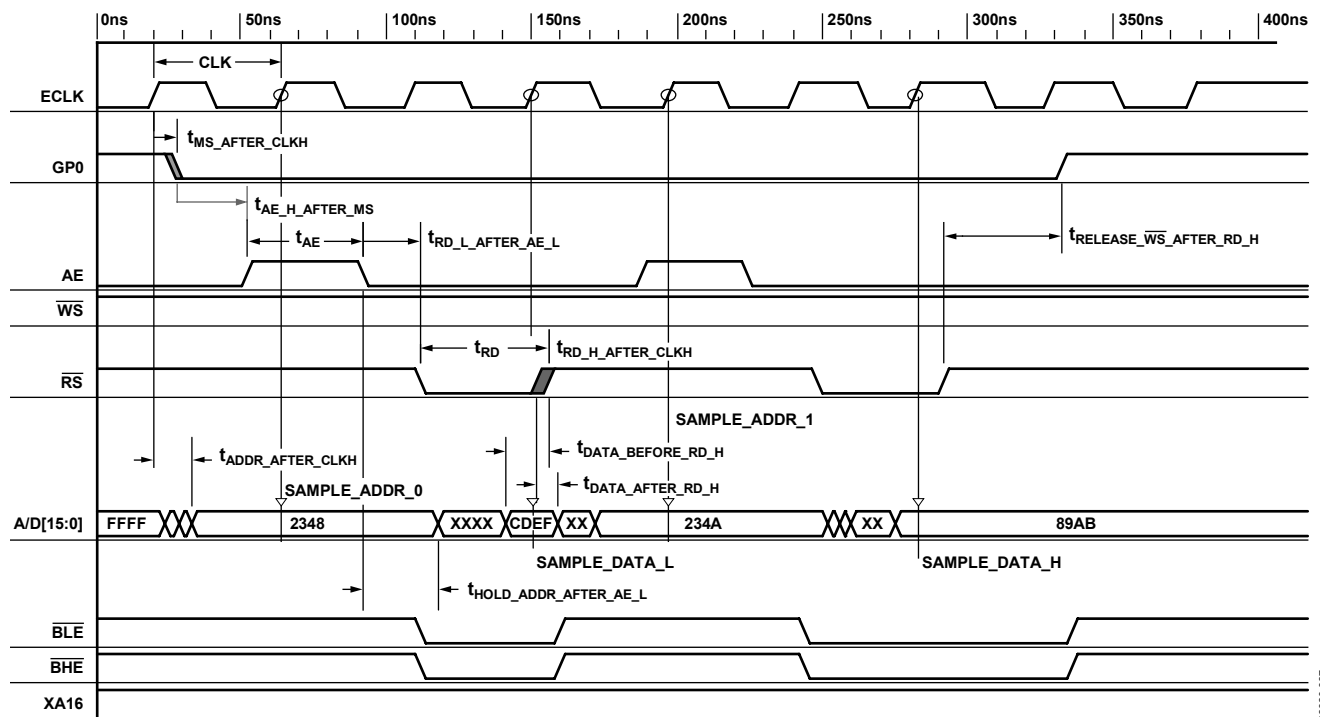 0ns 50ns 100ns 150ns 200ns 250ns 300ns 350ns 400ns
CLK
ECLK
tMS_AFTER_CLKH
GP0
tAE_H_AFTER_MS
tAE tRD_L_AFTER_AE_L tRELEASE_WS_AFTER_RD_H
AE
WS
tRD tRD_H_AFTER_CLKH
RS
SAMPLE_ADDR_1
tADDR_AFTER_CLKH tDATA_BEFORE_RD_H
SAMPLE_ADDR_0 tDATA_AFTER_RD_H
A/D[15:0] FFFF 2348 XXXX CDEF XX 234A XX 89AB
SAMPLE_DATA_L SAMPLE_DATA_H
tHOLD_ADDR_AFTER_AE_L
BLE
BHE
XA16